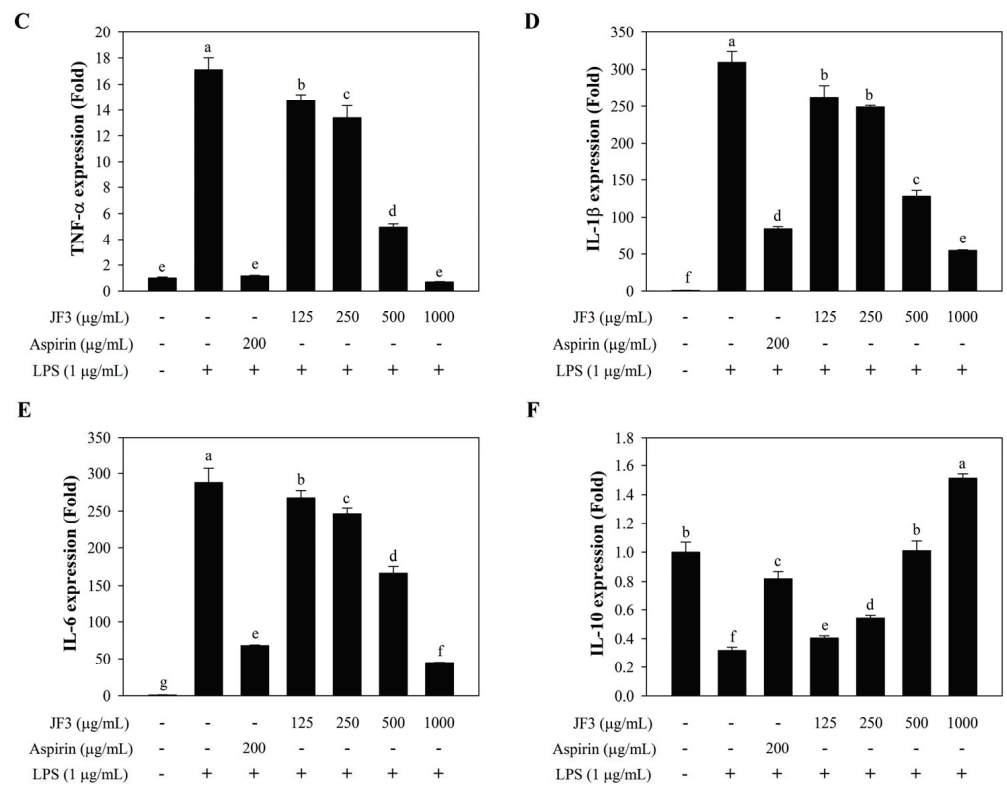 C
TNF-α expression (Fold)
20
18
16
14
12
10
8
6
4
2
0
e a e b c d e
JF3 (µg/mL) - - - 125 250 500 1000
Aspirin (µg/mL) - - 200 - - - -
LPS (1 µg/mL) - + + + + + +
D
IL-1β expression (Fold)
350
300
250
200
150
100
50
0
f a d b b c e
JF3 (µg/mL) - - - 125 250 500 1000
Aspirin (µg/mL) - - 200 - - - -
LPS (1 µg/mL) - + + + + + +
E
IL-6 expression (Fold)
350
300
250
200
150
100
50
0
g a e b c d f
JF3 (µg/mL) - - - 125 250 500 1000
Aspirin (µg/mL) - - 200 - - - -
LPS (1 µg/mL) - + + + + + +
F
IL-10 expression (Fold)
1.8
1.6
1.4
1.2
1.0
0.8
0.6
0.4
0.2
0.0
b f c e d b a
JF3 (µg/mL) - - - 125 250 500 1000
Aspirin (µg/mL) - - 200 - - - -
LPS (1 µg/mL) - + + + + + +